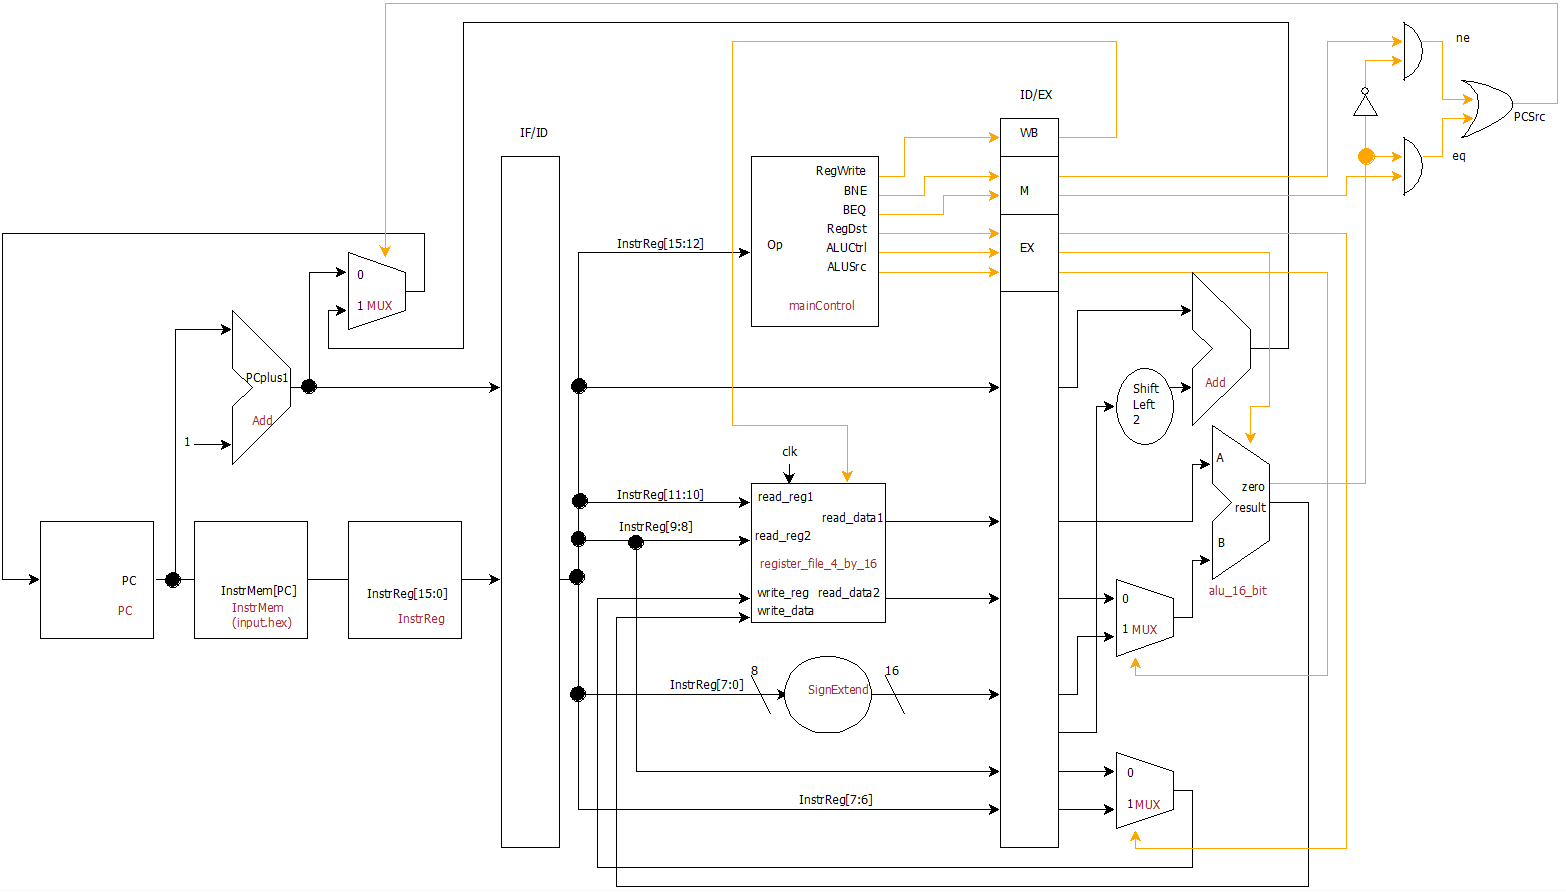 ne
ID/EX
PCSrc
IF/ID
WB
eq
RegWrite
BNE
M
BEQ
RegDst
InstrReg[15:12]
Op
ALUCtrl
EX
ALUSrc
0
1 MUX
mainControl
PCplus1
Add
1
Shift
Left
2
Add
clk
A
InstrReg[11:10]
read_reg1
zero
result
read_data1
InstrReg[9:8]
read_reg2
B
register_file_4_by_16
PC
InstrMem[PC]
InstrReg[15:0]
write_reg
read_data2
alu_16_bit
PC
InstrMem
(input.hex)
InstrReg
write_data
0
1 MUX
8
16
InstrReg[7:0]
SignExtend
0
InstrReg[7:6]
1 MUX